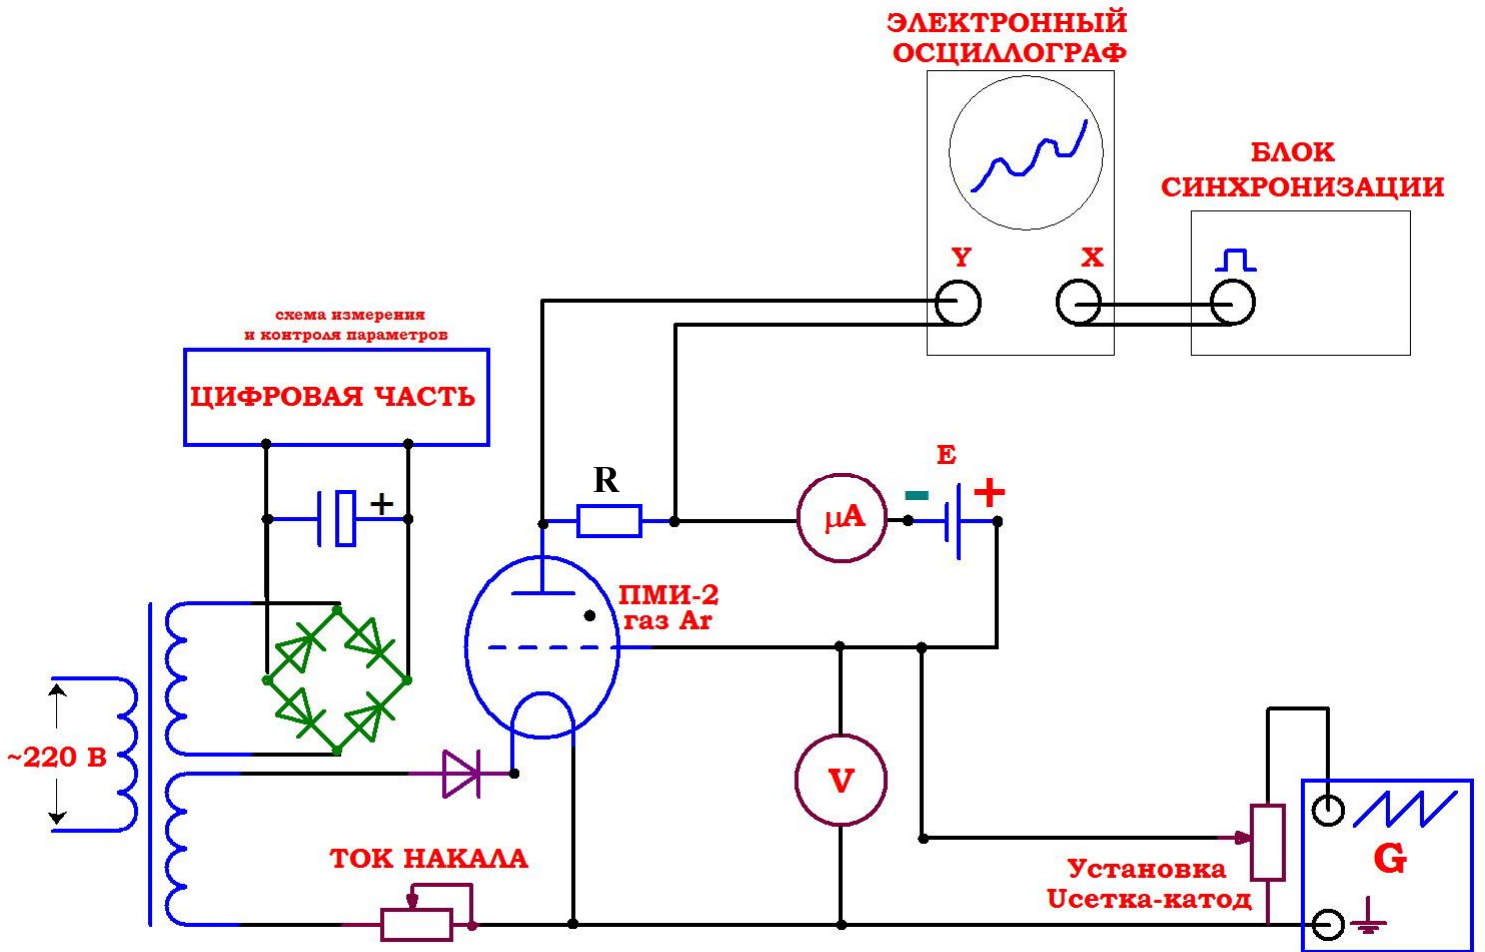 ЭЛЕКТРОННЫЙ
ОСЦИЛЛОГРАФ
БЛОК
СИНХРОНИЗАЦИИ
Y
X
схема измерения
и контроля параметров
ЦИФРОВАЯ ЧАСТЬ
+
R
μA
E
-
+
ПМИ-2
газ Ar
~220 В
V
ТОК НАКАЛА
Установка
Uсетка-катод
G